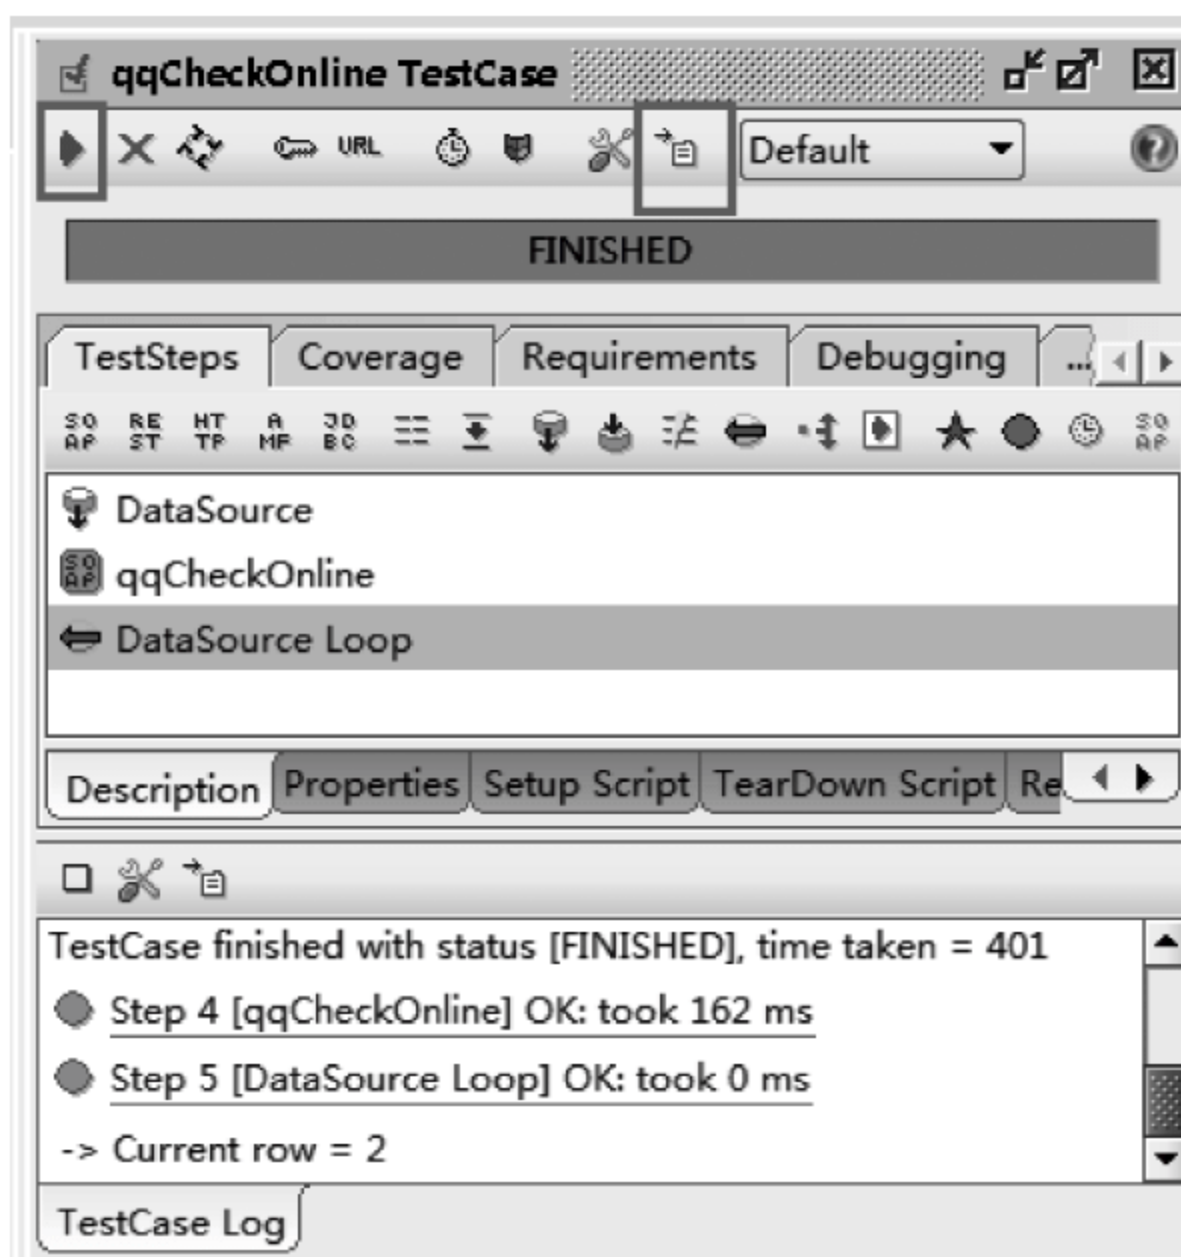 qqCheckOnline TestCase
URL Default
FINISHED
TestSteps Coverage Requirements Debugging ...
SO AP RE ST HT TP A MF JD BC SO AP
DataSource
SO AP qqCheckOnline
DataSource Loop
Description Properties Setup Script TearDown Script Re
TestCase finished with status [FINISHED], time taken = 401
Step 4 [qqCheckOnline] OK: took 162 ms
Step 5 [DataSource Loop] OK: took 0 ms
-> Current row = 2
TestCase Log